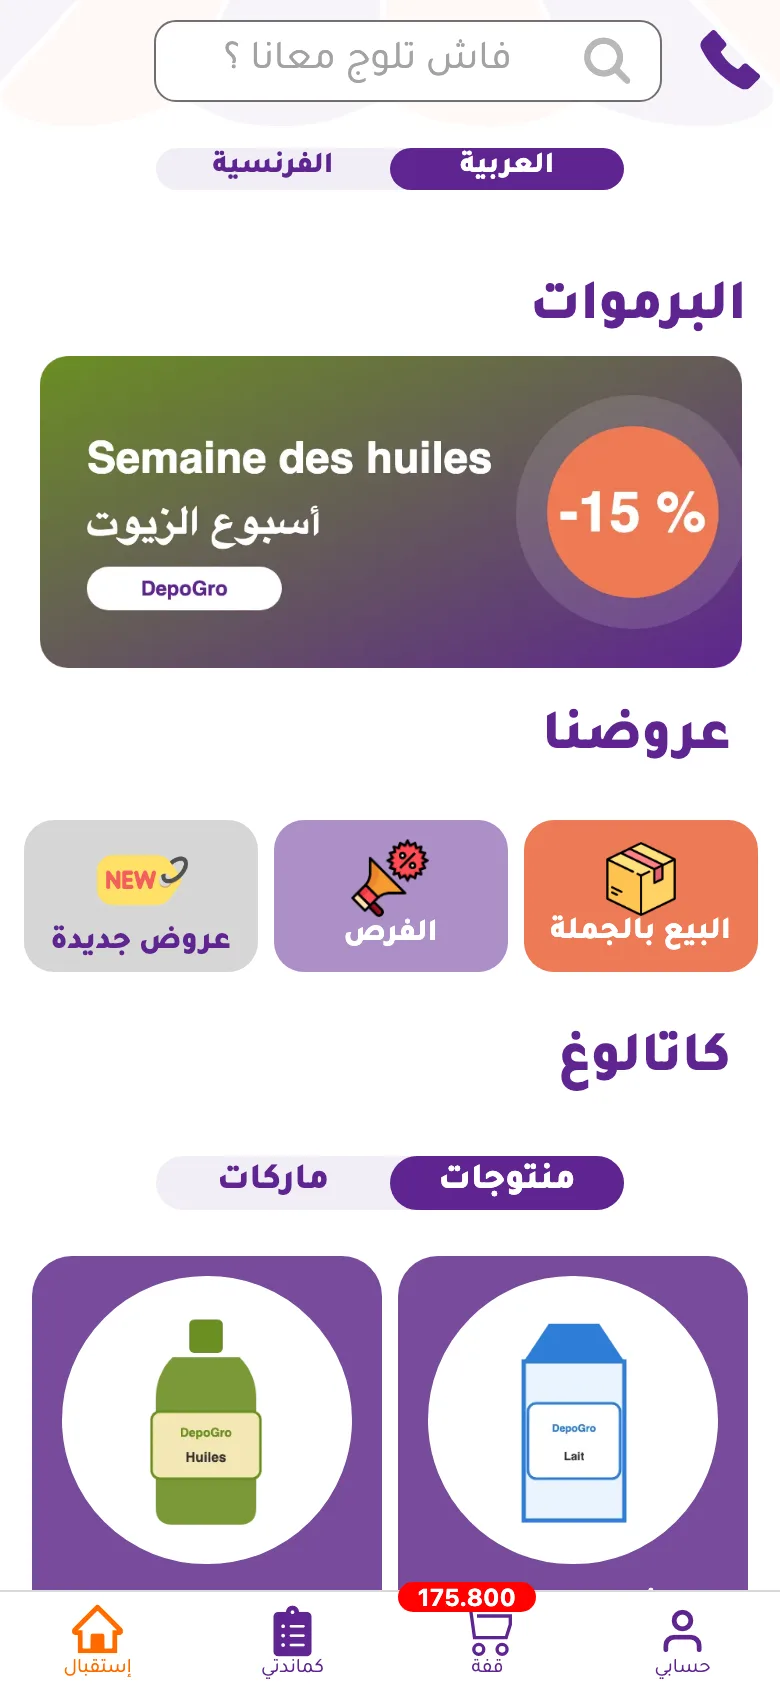 فاش تلوج معانا ؟
العربية
الفرنسية
البرموات
Semaine des huiles
أسبوع الزيوت
DepoGro
-15 %
عروضنا
البيع بالجملة
الفرص
NEW
عروض جديدة
كاتالوغ
منتوجات
ماركات
DepoGro
Lait
DepoGro
Huiles
175.800
حسابي
قفة
كماندتي
إستقبال